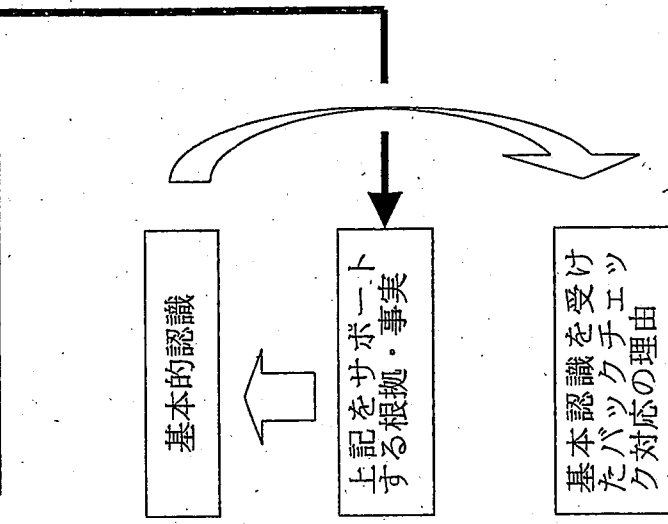 基本的認識
上記をサポート
する根拠・事実
基本認識を受け
たバックチェッ
ク対応の理由